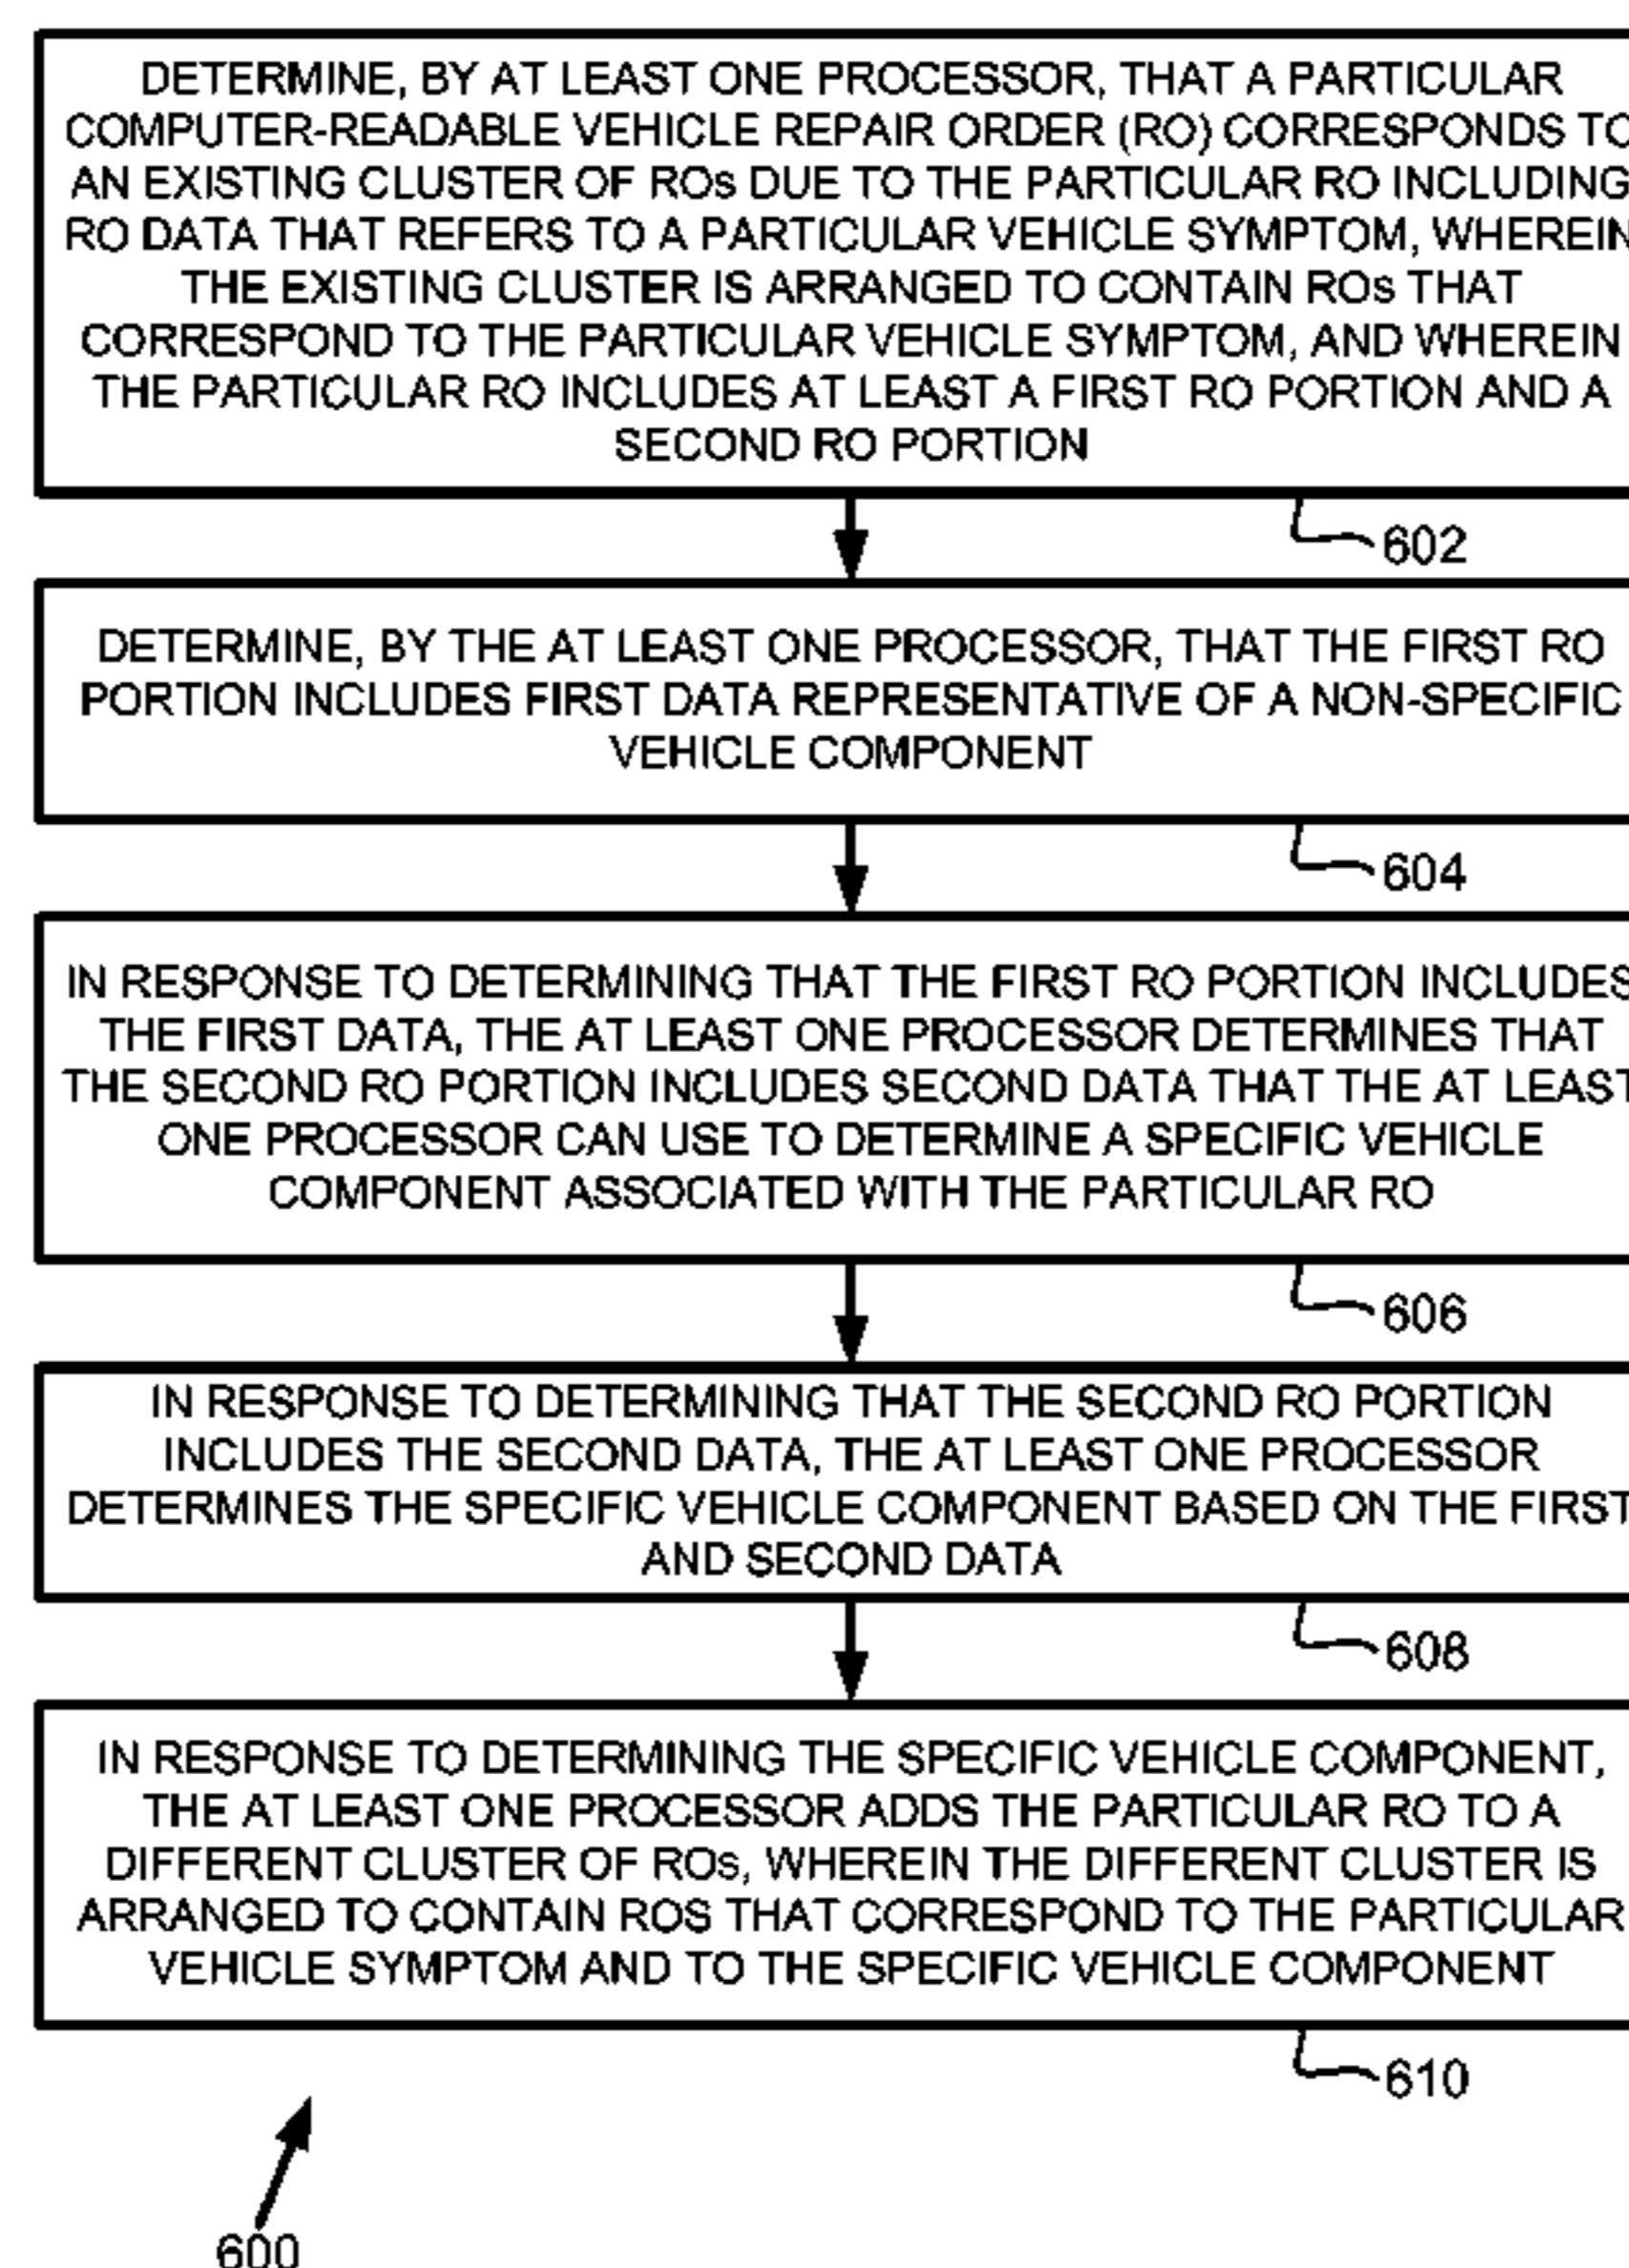 DETERMINE, BY AT LEAST ONE PROCESSOR, THAT A PARTICULAR
COMPUTER-READABLE VEHICLE REPAIR ORDER (RO) CORRESPONDS TO
AN EXISTING CLUSTER OF ROs DUE TO THE PARTICULAR RO INCLUDING
RO DATA THAT REFERS TO A PARTICULAR VEHICLE SYMPTOM, WHEREIN
THE EXISTING CLUSTER IS ARRANGED TO CONTAIN ROs THAT
CORRESPOND TO THE PARTICULAR VEHICLE SYMPTOM, AND WHEREIN
THE PARTICULAR RO INCLUDES AT LEAST A FIRST RO PORTION AND A
SECOND RO PORTION
602
DETERMINE, BY THE AT LEAST ONE PROCESSOR, THAT THE FIRST RO
PORTION INCLUDES FIRST DATA REPRESENTATIVE OF A NON-SPECIFIC
VEHICLE COMPONENT
604
IN RESPONSE TO DETERMINING THAT THE FIRST RO PORTION INCLUDES
THE FIRST DATA, THE AT LEAST ONE PROCESSOR DETERMINES THAT
THE SECOND RO PORTION INCLUDES SECOND DATA THAT THE AT LEAST
ONE PROCESSOR CAN USE TO DETERMINE A SPECIFIC VEHICLE
COMPONENT ASSOCIATED WITH THE PARTICULAR RO
606
IN RESPONSE TO DETERMINING THAT THE SECOND RO PORTION
INCLUDES THE SECOND DATA, THE AT LEAST ONE PROCESSOR
DETERMINES THE SPECIFIC VEHICLE COMPONENT BASED ON THE FIRST
AND SECOND DATA
608
IN RESPONSE TO DETERMINING THE SPECIFIC VEHICLE COMPONENT,
THE AT LEAST ONE PROCESSOR ADDS THE PARTICULAR RO TO A
DIFFERENT CLUSTER OF ROs, WHEREIN THE DIFFERENT CLUSTER IS
ARRANGED TO CONTAIN ROS THAT CORRESPOND TO THE PARTICULAR
VEHICLE SYMPTOM AND TO THE SPECIFIC VEHICLE COMPONENT
610
600